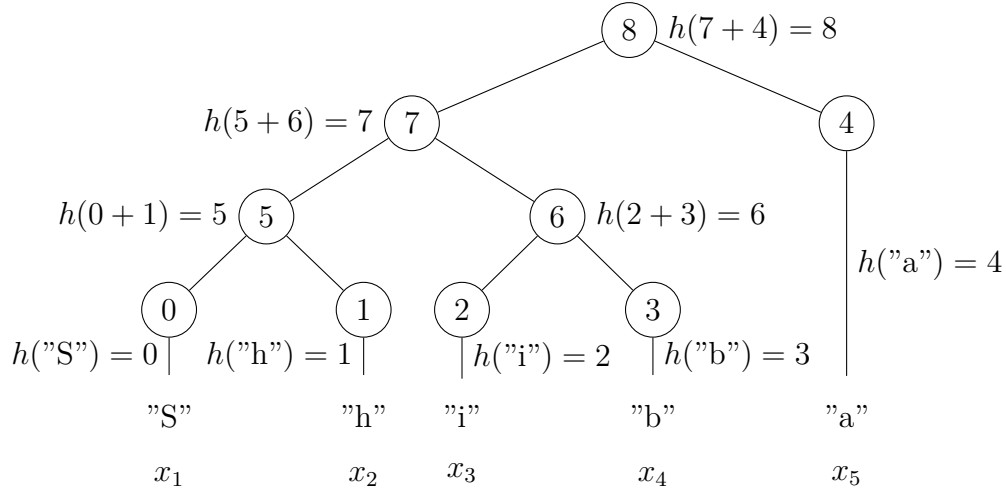 8 h(7 + 4) = 8
h(5 + 6) = 7 7 4
h(0 + 1) = 5 5 6 h(2 + 3) = 6
h("a") = 4
0 1 2 3
h("S") = 0 h("h") = 1 h("i") = 2 h("b") = 3
"S" "h" "i" "b" "a"
x₁ x₂ x₃ x₄ x₅